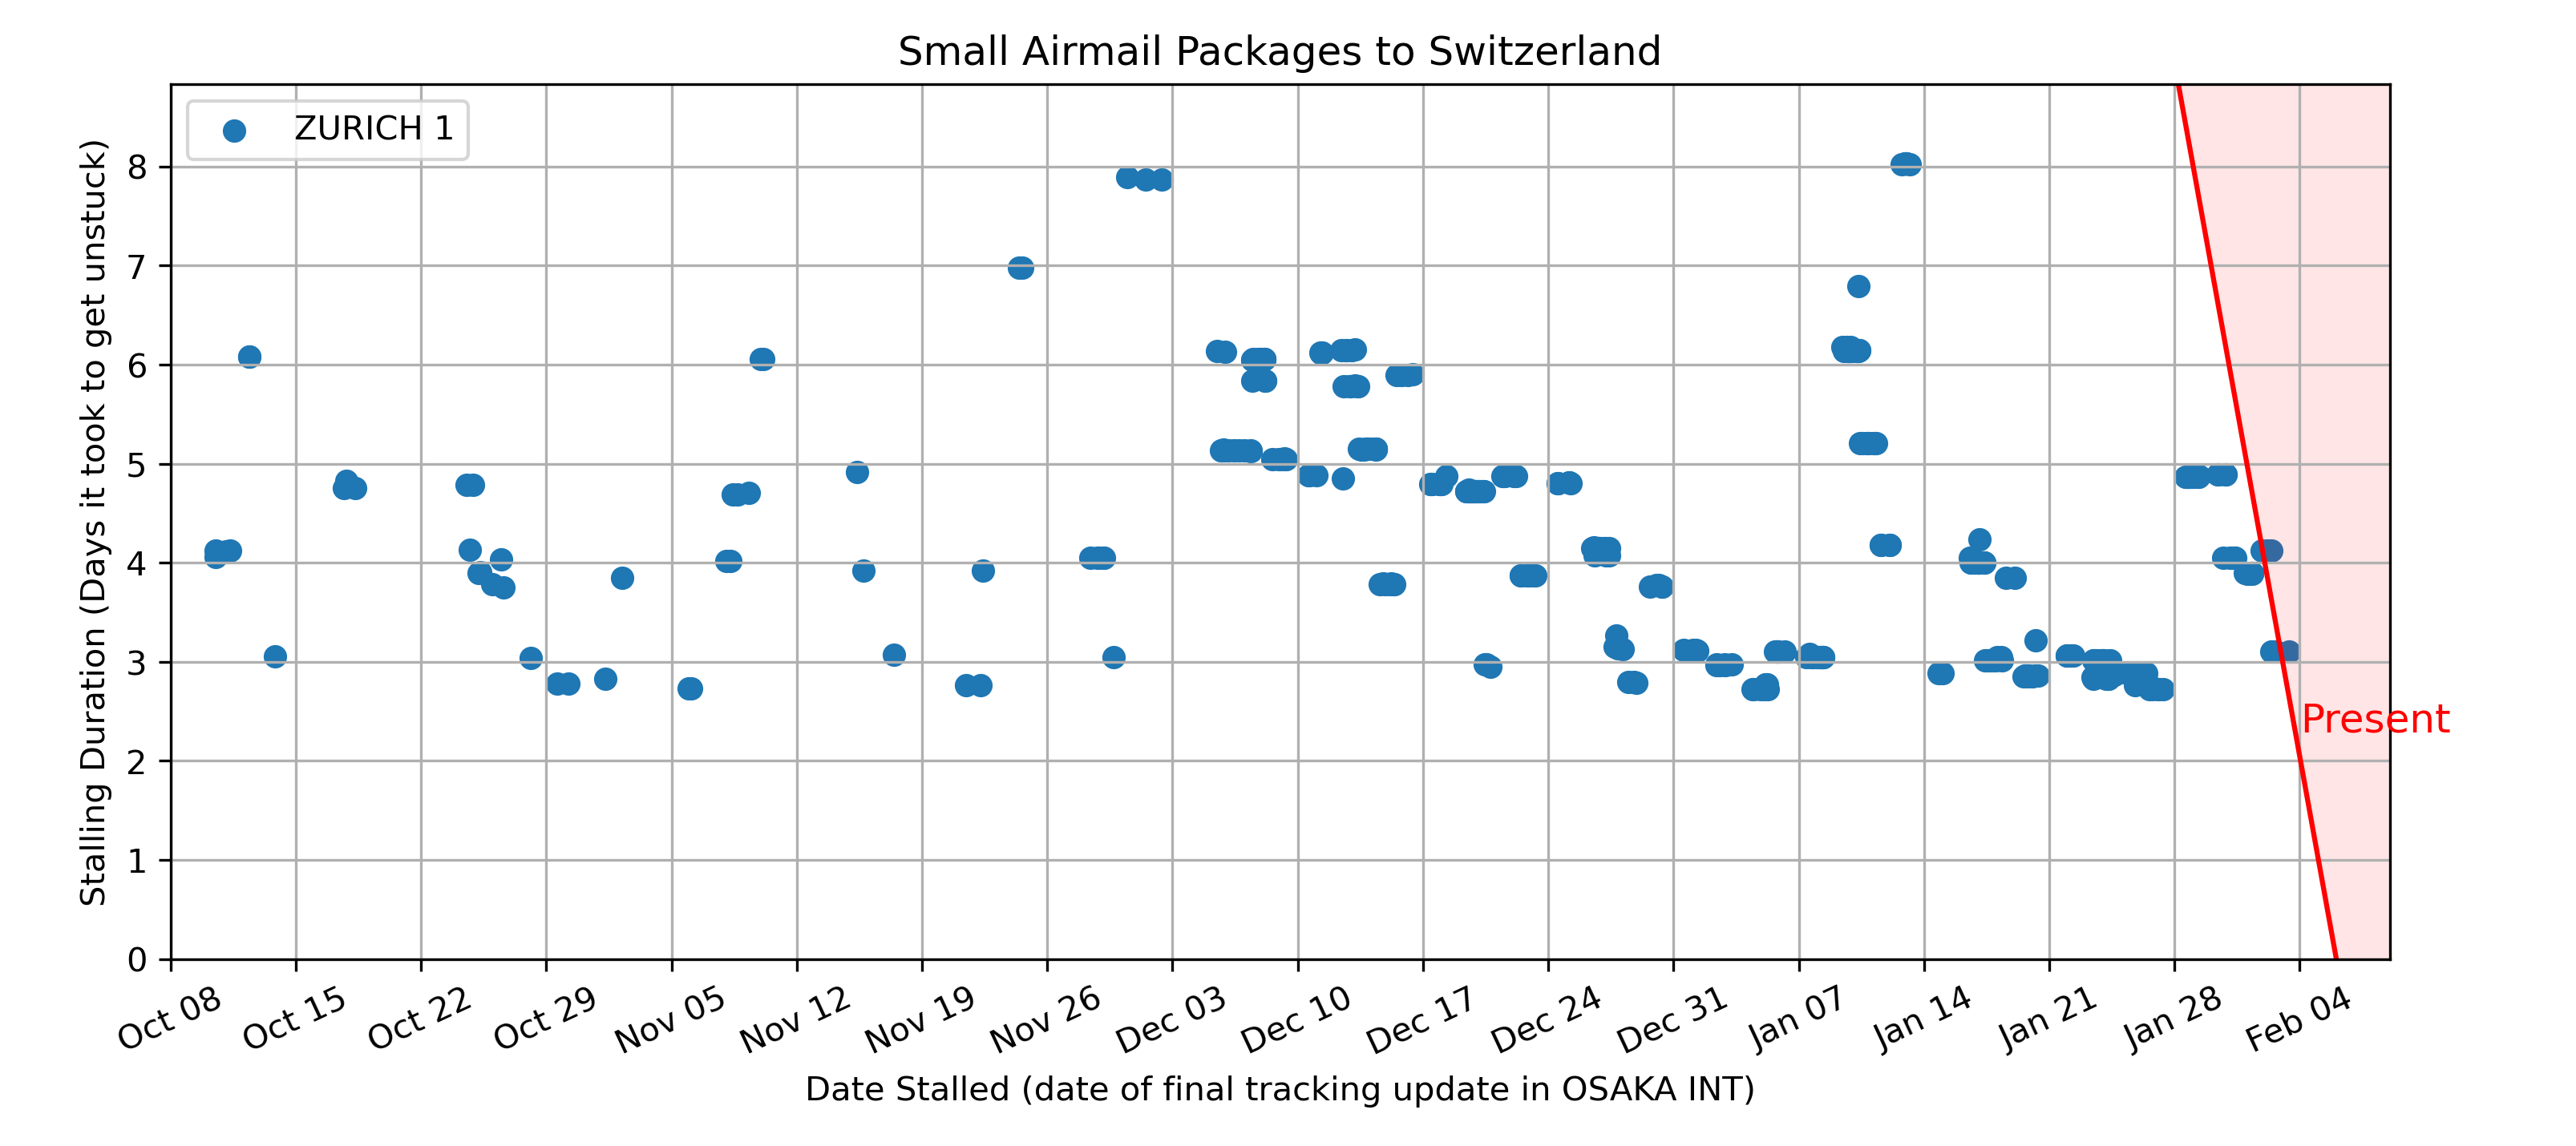 Small Airmail Packages to Switzerland
ZURICH 1
Stalling Duration (Days it took to get unstuck)
8
7
6
5
4
3
2
1
0
Present
Oct 08 Oct 15 Oct 22 Oct 29 Nov 05 Nov 12 Nov 19 Nov 26 Dec 03 Dec 10 Dec 17 Dec 24 Dec 31 Jan 07 Jan 14 Jan 21 Jan 28 Feb 04
Date Stalled (date of final tracking update in OSAKA INT)